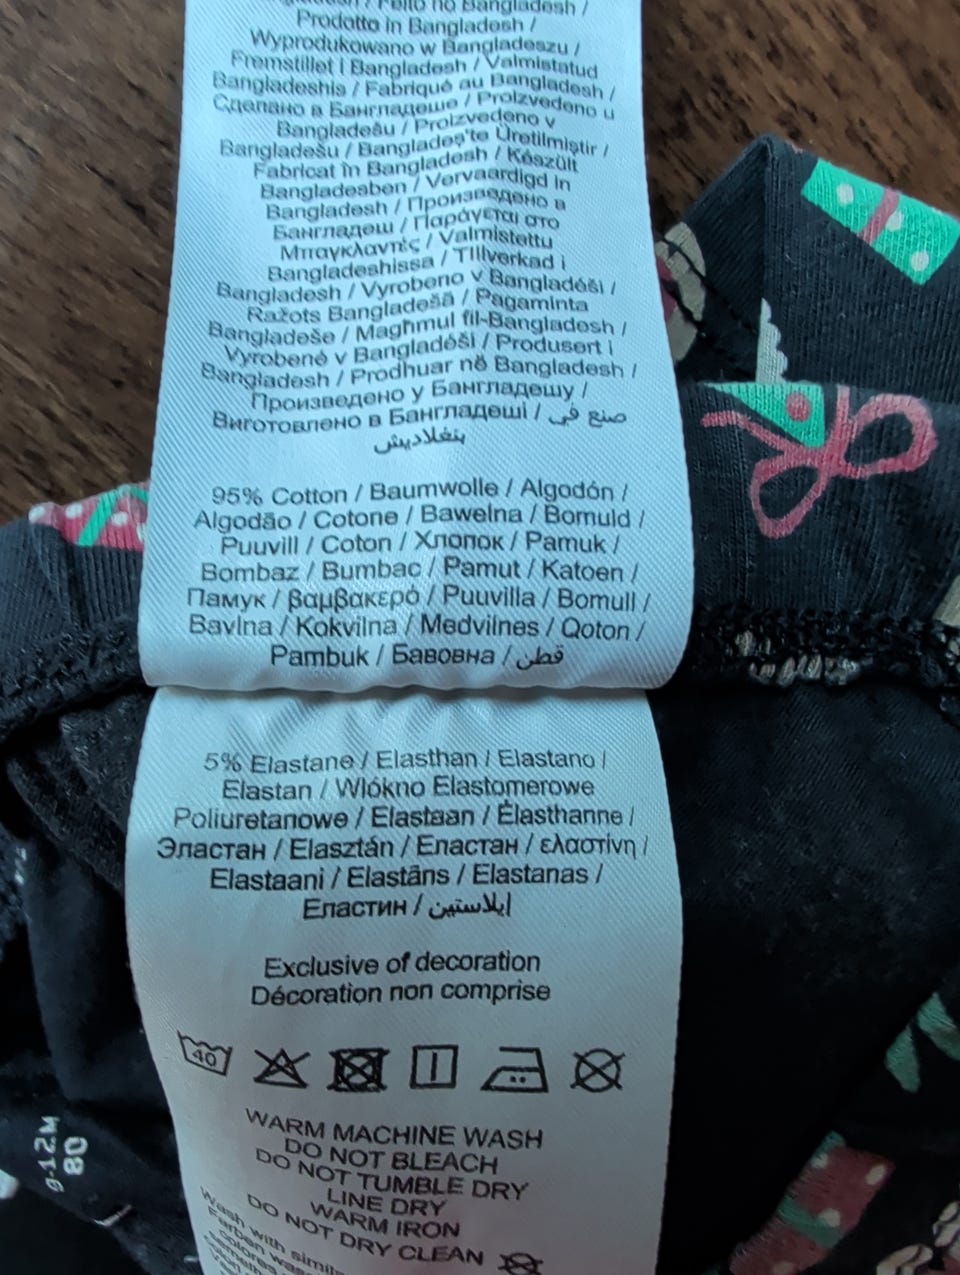 Feito no Bangladesh /
Prodotto in Bangladesh /
Wyprodukowano w Bangladeszu /
Fremstillet i Bangladesh / Valmistatud
Bangladeshis / Fabriqué au Bangladesh /
Сделано в Бангладеше / Proizvedeno u
Bangladešu / Proizvedeno v
Bangladešu / Bangladeş'te Üretilmiştir /
Fabricat în Bangladesh / Készült
Bangladesben / Vervaardigd in
Bangladesh / Произведено в
Бангладеш / Παράγεται στο
Μπαγκλαντές / Valmistettu
Bangladeshissa / Tillverkad i
Bangladesh / Vyrobeno v Bangladéši /
Ražots Bangladešā / Pagaminta
Bangladeše / Magħmul fil-Bangladesh /
Vyrobené v Bangladéši / Produsert i
Bangladesh / Prodhuar në Bangladesh /
Произведено у Бангладешу /
Виготовлено в Бангладеші / صنع في
بنغلاديش
95% Cotton / Baumwolle / Algodón /
Algodão / Cotone / Bawełna / Bomuld /
Puuvill / Coton / Хлопок / Pamuk /
Bombaž / Bumbac / Pamut / Katoen /
Памук / βαμβακερό / Puuvilla / Bomull /
Bavlna / Kokvilna / Medvilnės / Qoton /
Pambuk / Бавовна / قطن
5% Elastane / Elasthan / Elastano /
Elastan / Włókno Elastomerowe
Poliuretanowe / Elastaan / Élasthanne /
Эластан / Elasztán / Еластан / ελαστίνη /
Elastaani / Elastāns / Elastanas /
Еластин / إيلاستين
Exclusive of decoration
Décoration non comprise
40
WARM MACHINE WASH
DO NOT BLEACH
DO NOT TUMBLE DRY
LINE DRY
WARM IRON
DO NOT DRY CLEAN
Wash with similar
9-12M
80